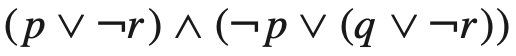 (p ∨ ¬r) ∧ (¬p ∨ (q ∨ ¬r))